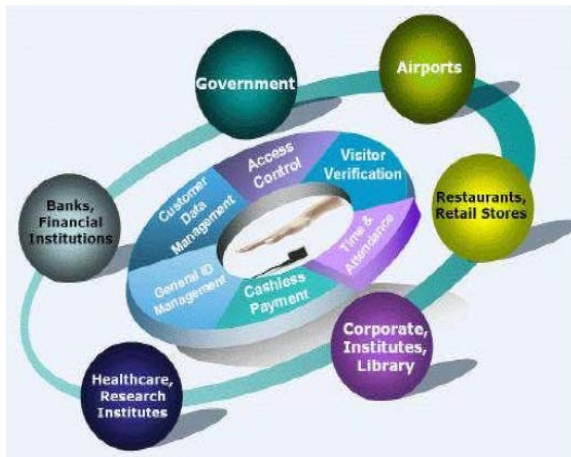 Government
Airports
Banks,
Financial
Institutions
Restaurants,
Retail Stores
Healthcare,
Research
Institutes
Corporate,
Institutes,
Library
Access
Control
Visitor
Verification
Customer
Data
Management
Time &
Attendance
General ID
Management
Cashless
Payment